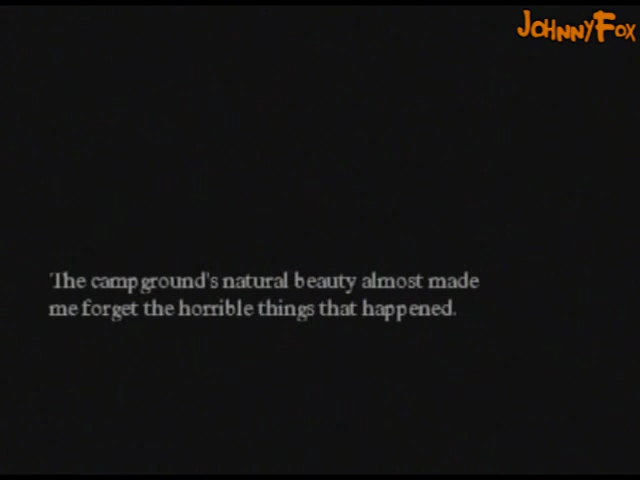 JohnnyFox
The campground's natural beauty almost made
me forget the horrible things that happened.